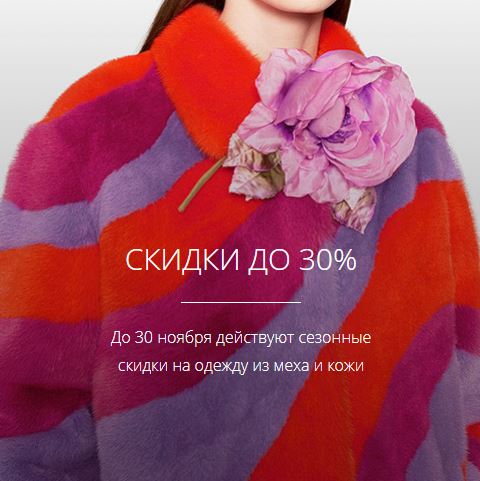 СКИДКИ ДО 30%
До 30 ноября действуют сезонные
скидки на одежду из меха и кожи